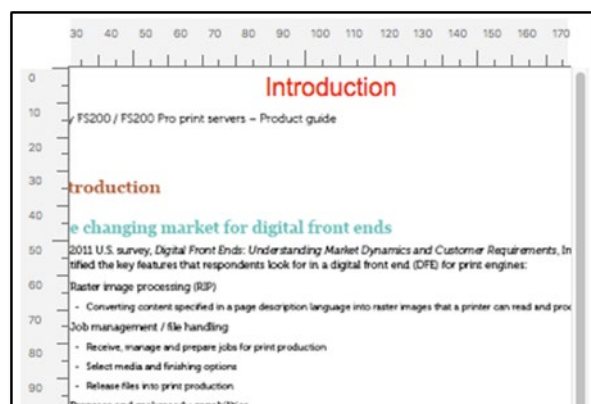 30 40 50 60 70 80 90 100 110 120 130 140 150 160 170
0
Introduction
10
y FS200 / FS200 Pro print servers – Product guide
20
30
troduction
40
e changing market for digital front ends
50
2011 U.S. survey, Digital Front Ends: Understanding Market Dynamics and Customer Requirements, In
tified the key features that respondents look for in a digital front end (DFE) for print engines:
60
Raster image processing (RIP)
- Converting content specified in a page description language into raster images that a printer can read and proc
70
Job management / file handling
80
- Receive, manage and prepare jobs for print production
- Select media and finishing options
90
- Release files into print production